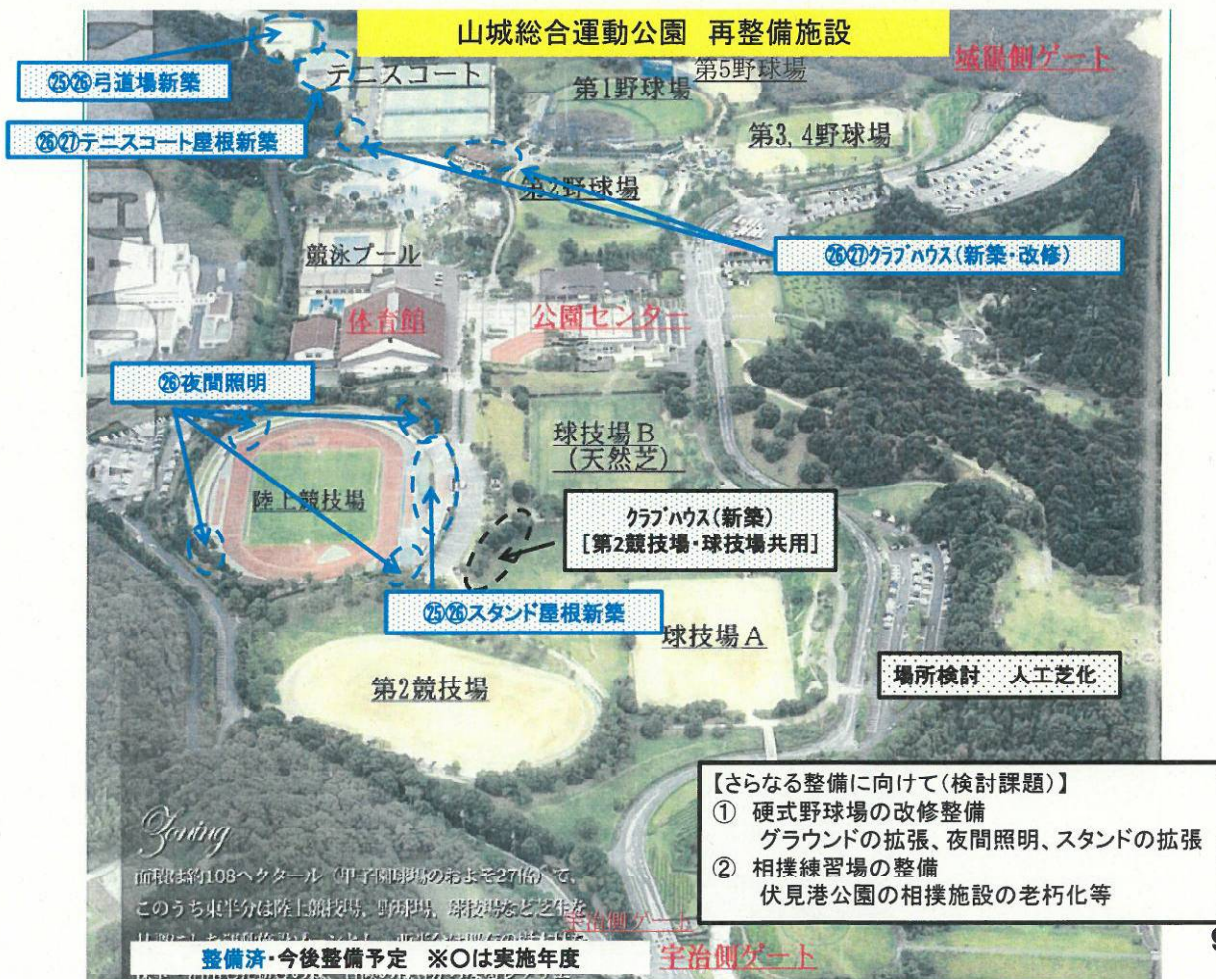 山城総合運動公園 再整備施設
城陽側ゲート
㉕㉖弓道場新築
テニスコート
第5野球場
第1野球場
㉖㉗テニスコート屋根新築
第3,4野球場
第2野球場
競泳プール
㉖㉗クラブハウス(新築・改修)
体育館
公園センター
㉖夜間照明
球技場B
(天然芝)
陸上競技場
クラブハウス(新築)
[第2競技場・球技場共用]
㉕㉖スタンド屋根新築
球技場A
第2競技場
場所検討 人工芝化
【さらなる整備に向けて(検討課題)】
① 硬式野球場の改修整備
グラウンドの拡張、夜間照明、スタンドの拡張
② 相撲練習場の整備
伏見港公園の相撲施設の老朽化等
Zoning
面積は約108ヘクタール(甲子園球場のおよそ27倍)で、
このうち東半分は陸上競技場、野球場、球技場など芝生を
宇治側ゲート
整備済・今後整備予定 ※○は実施年度
宇治側ゲート
9